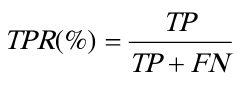 TPR(%) = TP / TP + FN